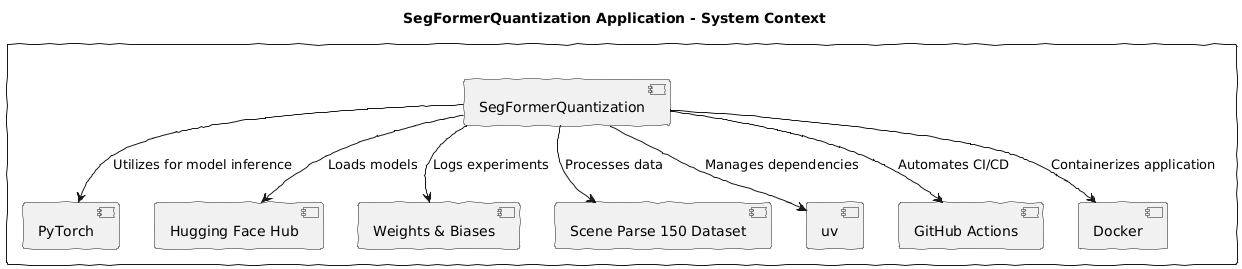 SegFormerQuantization Application - System Context
SegFormerQuantization
Utilizes for model inference
Loads models
Logs experiments
Processes data
Manages dependencies
Automates CI/CD
Containerizes application
PyTorch
Hugging Face Hub
Weights & Biases
Scene Parse 150 Dataset
uv
GitHub Actions
Docker